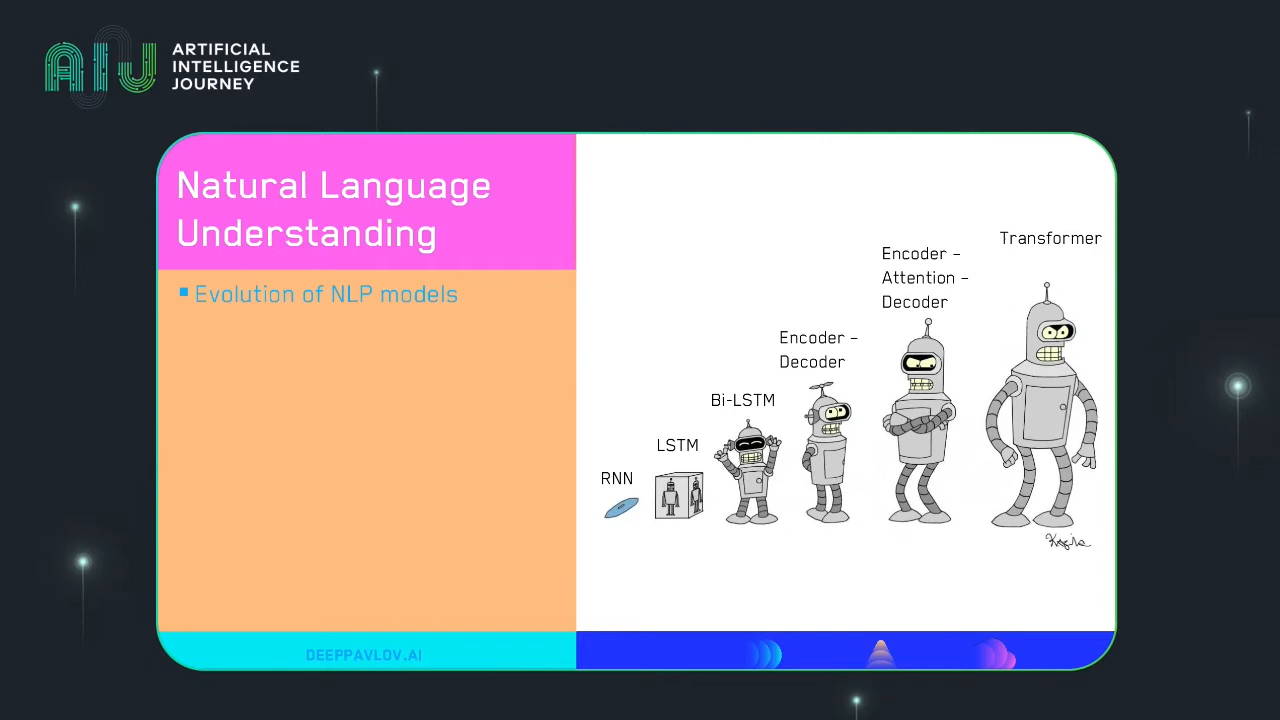 ARTIFICIAL
INTELLIGENCE
JOURNEY
Natural Language
Understanding
Evolution of NLP models
RNN
LSTM
Bi-LSTM
Encoder –
Decoder
Encoder –
Attention –
Decoder
Transformer
DEEPPAVLOV.AI